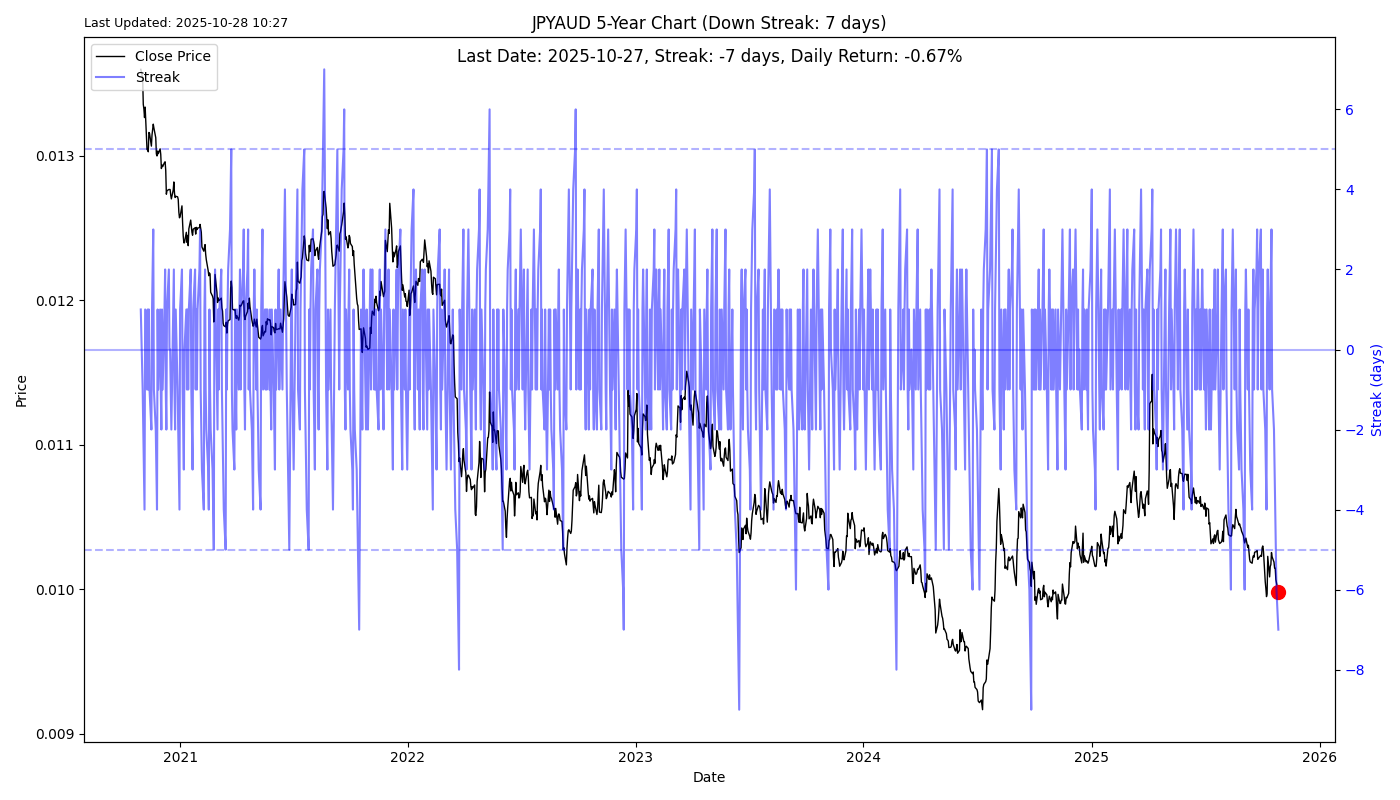 Last Updated: 2025-10-28 10:27
JPYAUD 5-Year Chart (Down Streak: 7 days)
Last Date: 2025-10-27, Streak: -7 days, Daily Return: -0.67%
Close Price
Streak
Price
0.013
0.012
0.011
0.010
0.009
6
4
2
0
−2
−4
−6
−8
Streak (days)
2021
2022
2023
2024
2025
2026
Date